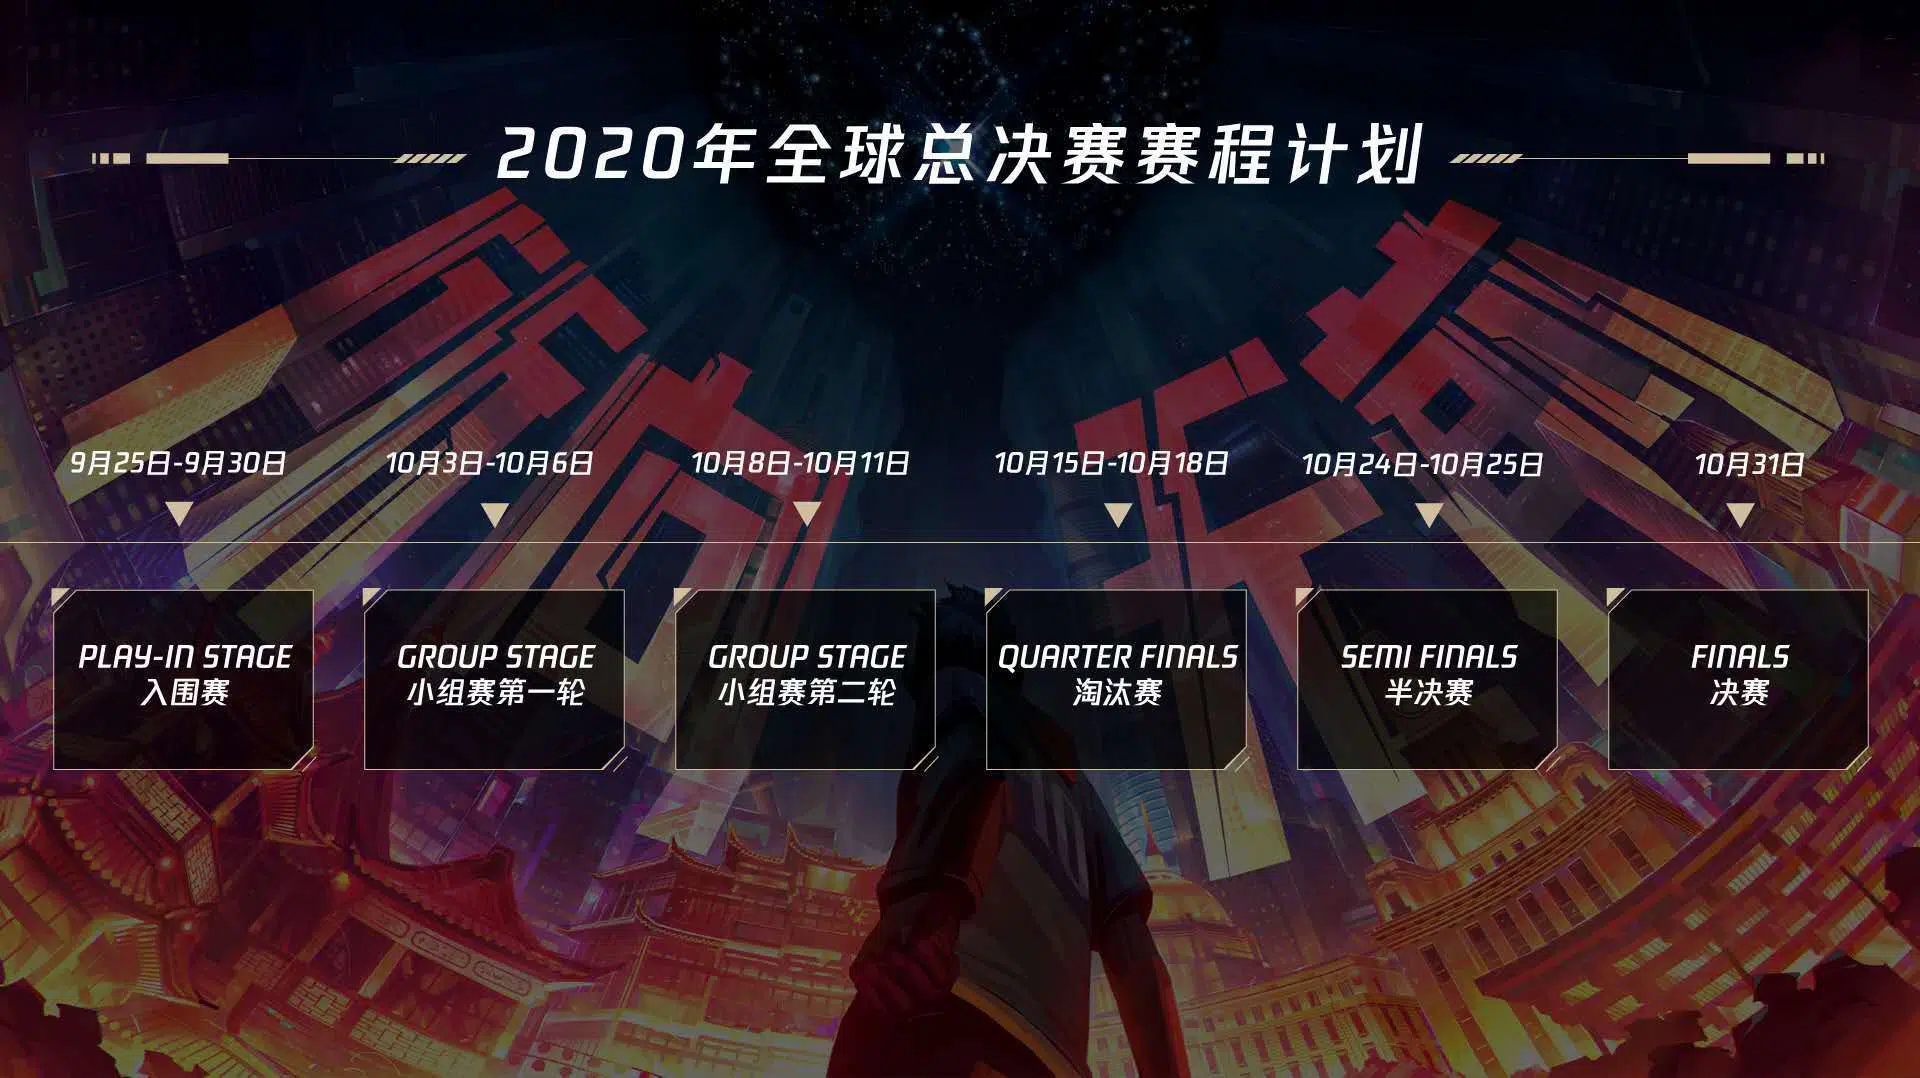 2020年全球总决赛赛程计划
9月25日-9月30日
10月3日-10月6日
10月8日-10月11日
10月15日-10月18日
10月24日-10月25日
10月31日
PLAY-IN STAGE
入围赛
GROUP STAGE
小组赛第一轮
GROUP STAGE
小组赛第二轮
QUARTER FINALS
淘汰赛
SEMI FINALS
半决赛
FINALS
决赛